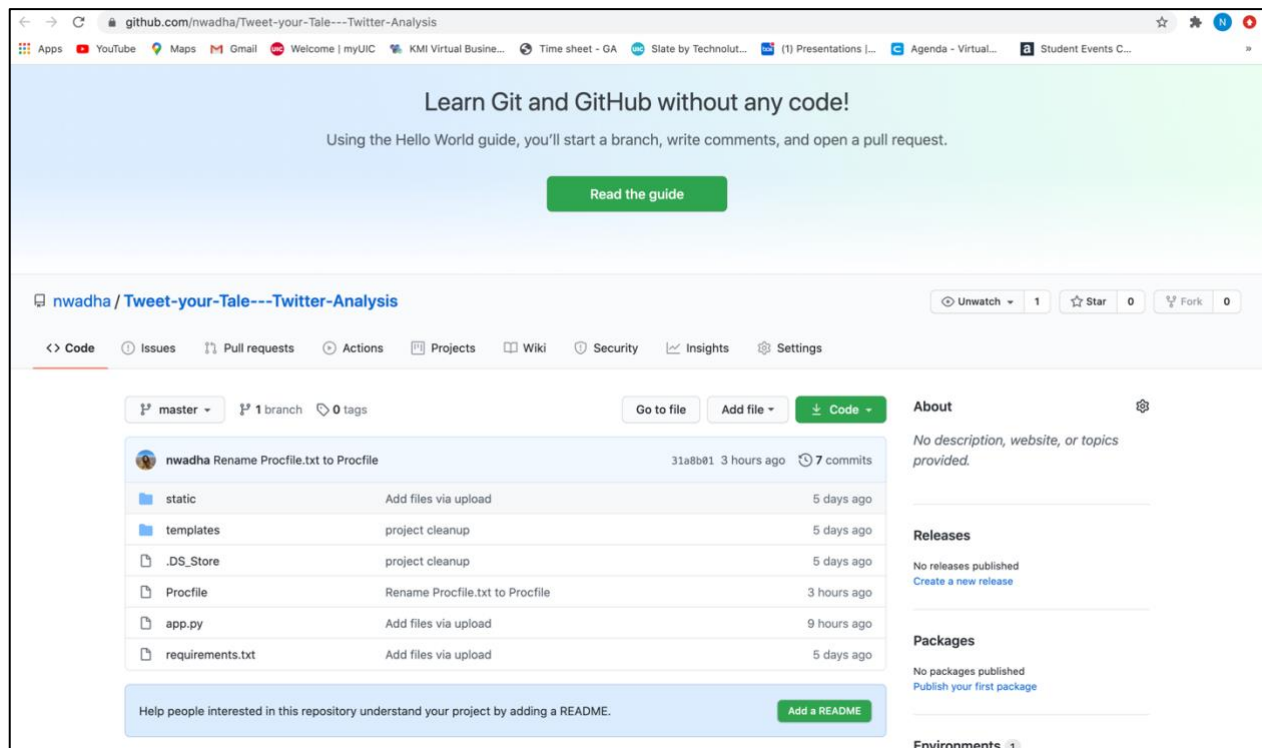 github.com/nwadha/Tweet-your-Tale---Twitter-Analysis
N
Apps YouTube Maps Gmail Welcome | myUIC KMI Virtual Busine... Time sheet - GA Slate by Technolut... (1) Presentations |... Agenda - Virtual... Student Events C... »
Learn Git and GitHub without any code!
Using the Hello World guide, you'll start a branch, write comments, and open a pull request.
Read the guide
nwadha / Tweet-your-Tale---Twitter-Analysis
Unwatch 1 Star 0 Fork 0
<> Code Issues Pull requests Actions Projects Wiki Security Insights Settings
master 1 branch 0 tags Go to file Add file Code
nwadha Rename Procfile.txt to Procfile 31a8b01 3 hours ago 7 commits
static Add files via upload 5 days ago
templates project cleanup 5 days ago
.DS_Store project cleanup 5 days ago
Procfile Rename Procfile.txt to Procfile 3 hours ago
app.py Add files via upload 9 hours ago
requirements.txt Add files via upload 5 days ago
Help people interested in this repository understand your project by adding a README. Add a README
About
No description, website, or topics
provided.
Releases
No releases published
Create a new release
Packages
No packages published
Publish your first package
Environments 1